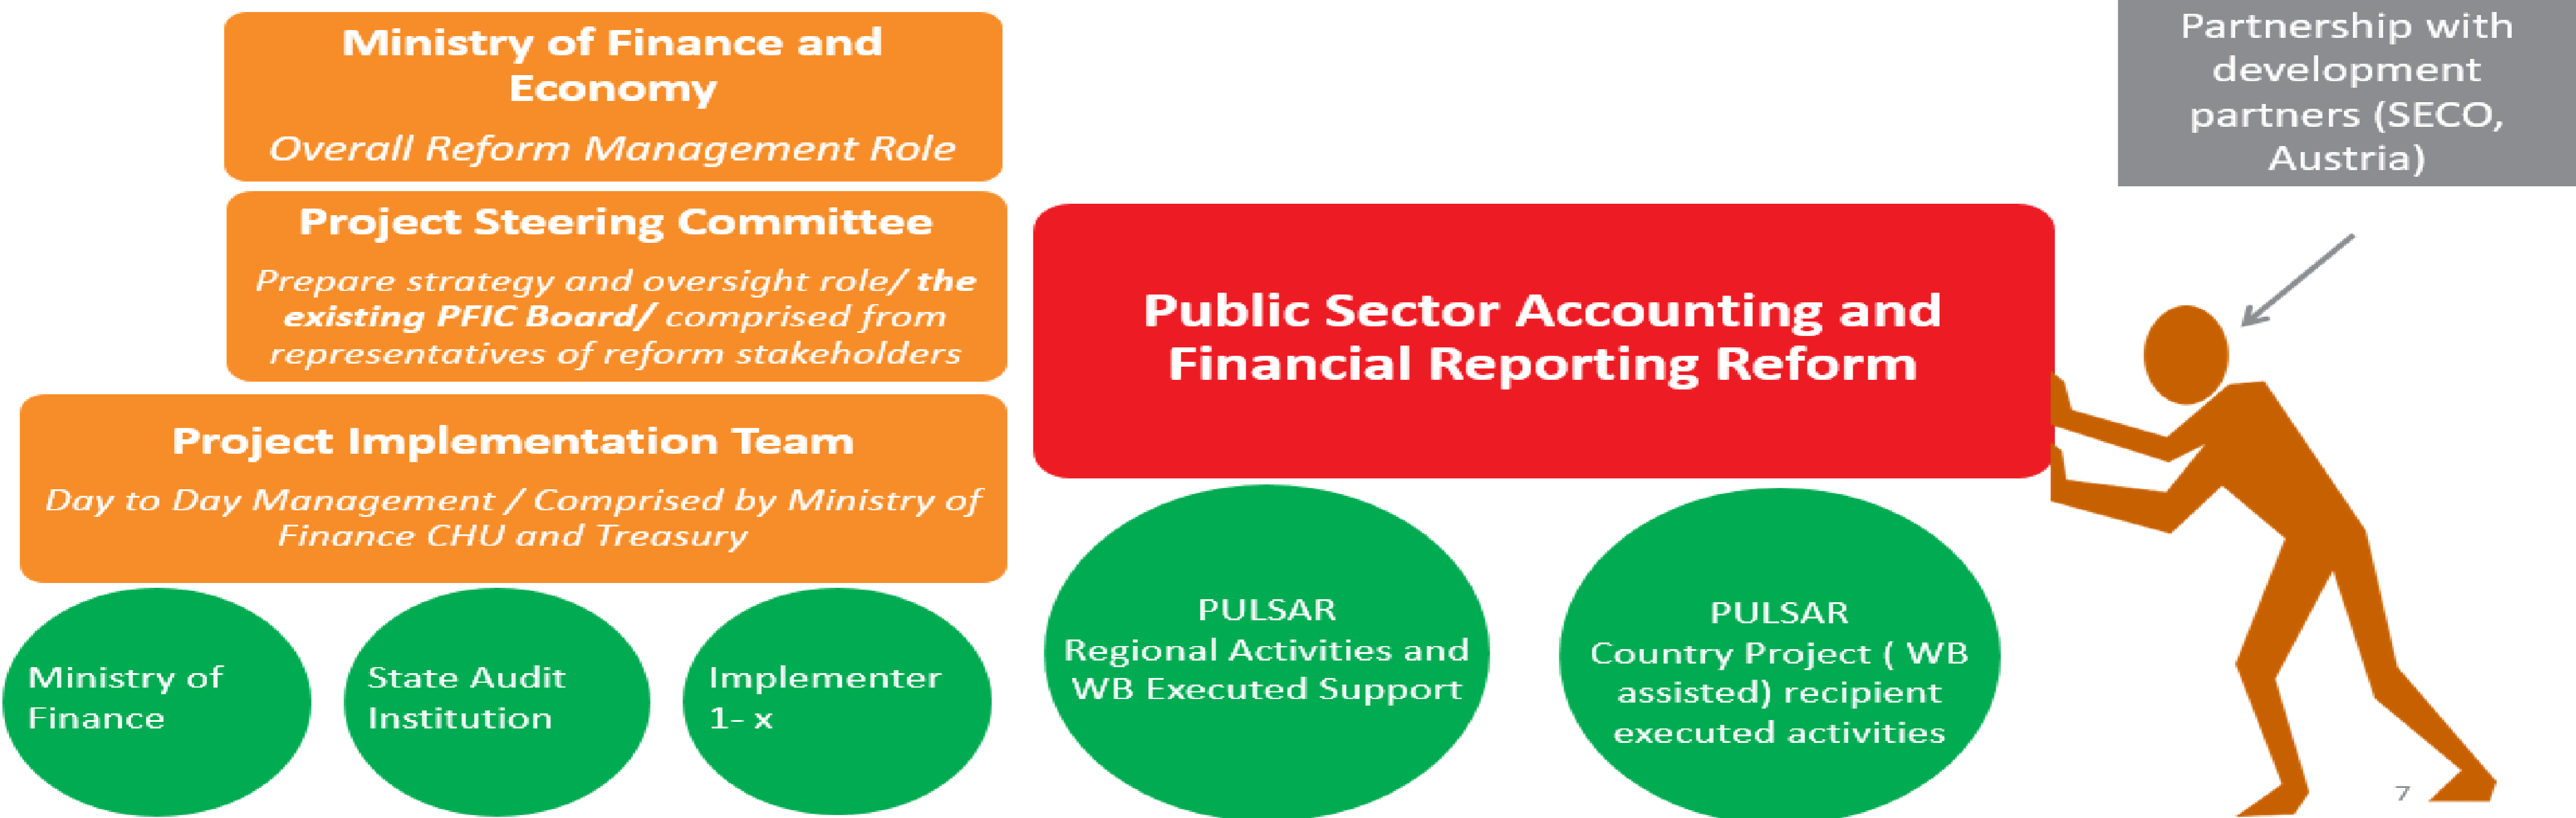 Ministry of Finance and
Economy
Overall Reform Management Role
Project Steering Committee
Prepare strategy and oversight role/ the
existing PFIC Board/ comprised from
representatives of reform stakeholders
Project Implementation Team
Day to Day Management / Comprised by Ministry of
Finance CHU and Treasury
Ministry of
Finance
State Audit
Institution
Implementer
1- x
Public Sector Accounting and
Financial Reporting Reform
PULSAR
Regional Activities and
WB Executed Support
PULSAR
Country Project ( WB
assisted) recipient
executed activities
Partnership with
development
partners (SECO,
Austria)
7